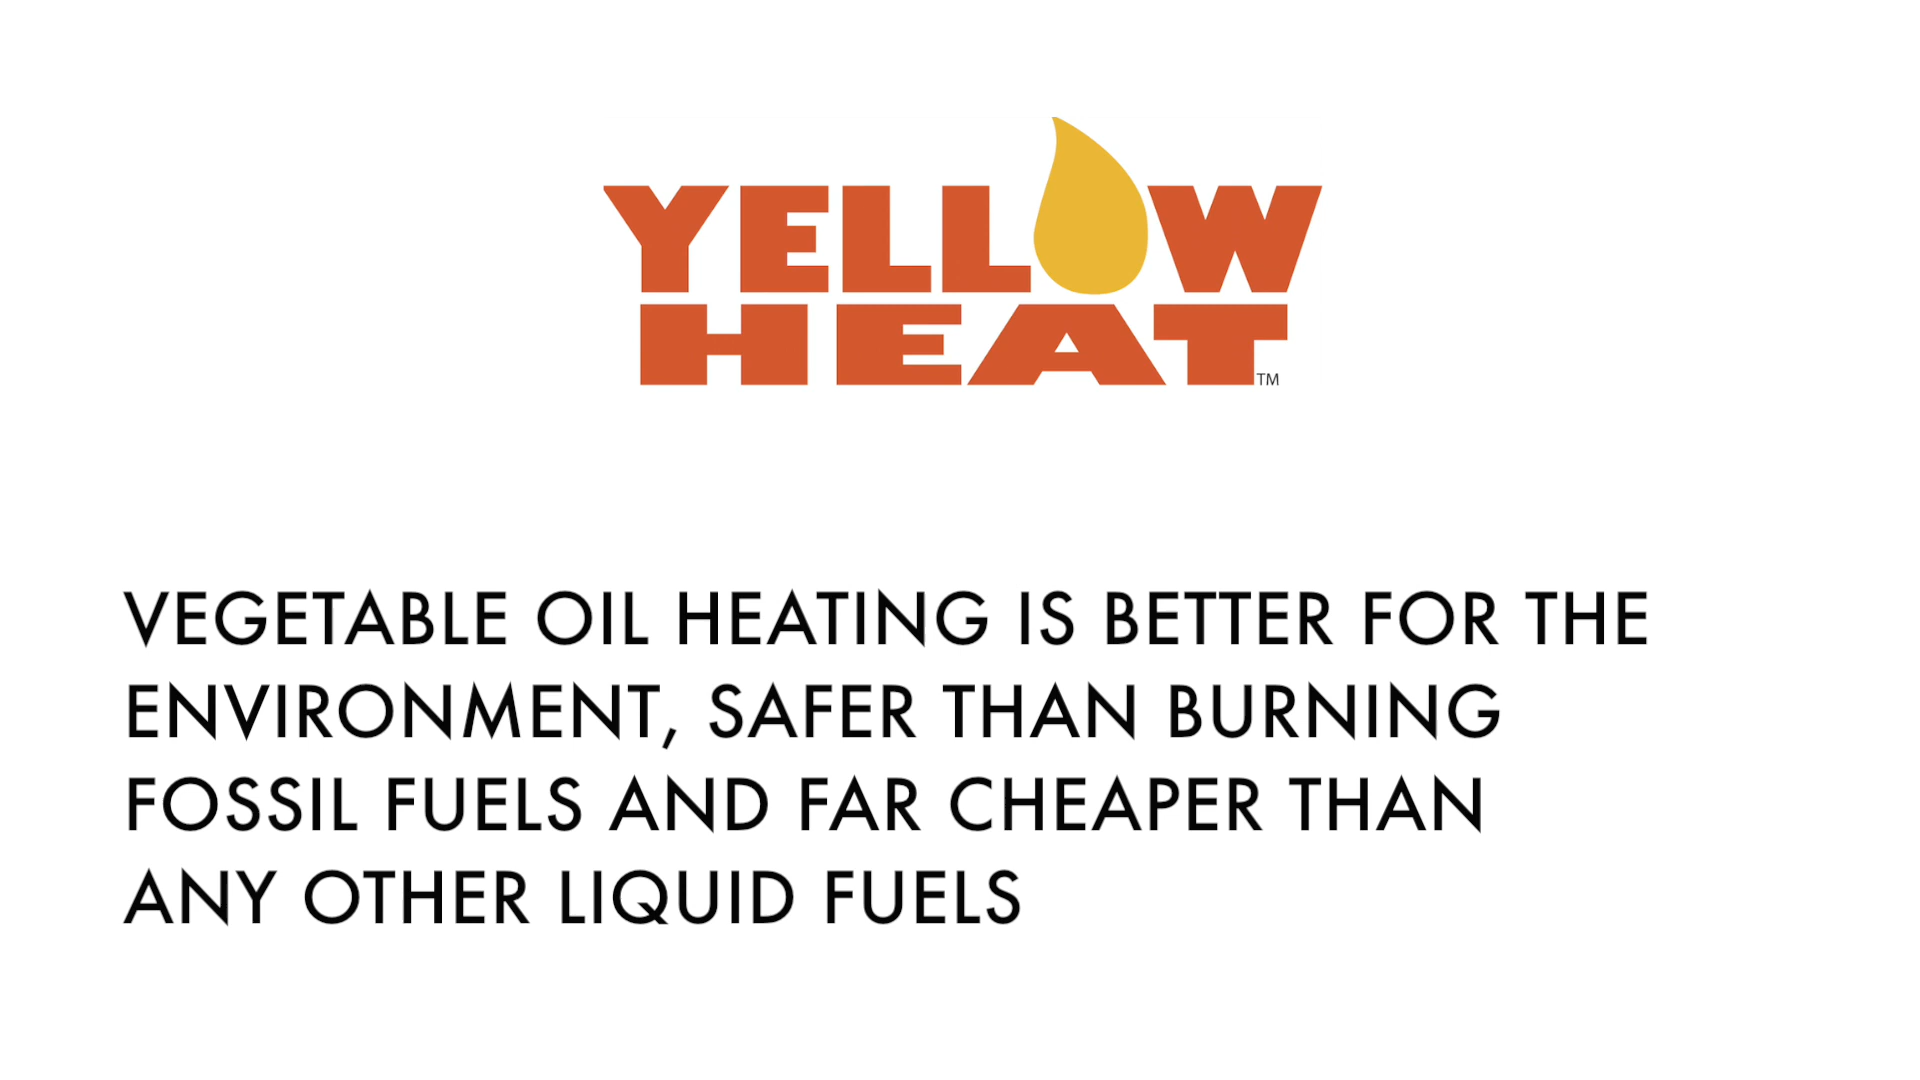 YELLOW
HEAT™
VEGETABLE OIL HEATING IS BETTER FOR THE
ENVIRONMENT, SAFER THAN BURNING
FOSSIL FUELS AND FAR CHEAPER THAN
ANY OTHER LIQUID FUELS